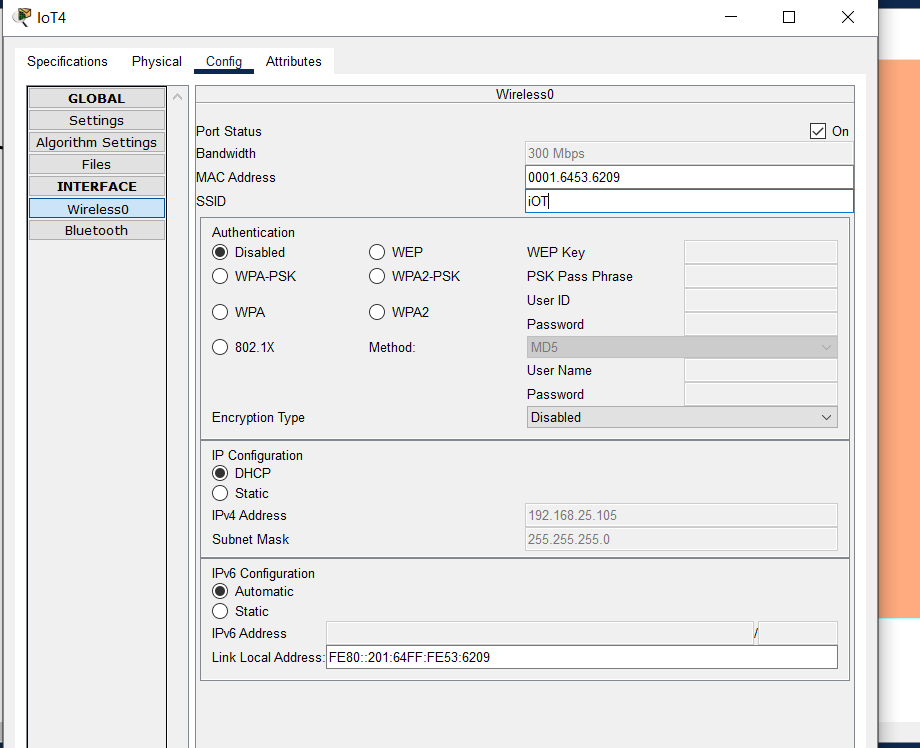 IoT4
Specifications Physical Config Attributes
GLOBAL
Settings
Algorithm Settings
Files
INTERFACE
Wireless0
Bluetooth
Wireless0
Port Status On
Bandwidth 300 Mbps
MAC Address 0001.6453.6209
SSID iOT
Authentication
Disabled WEP WEP Key
WPA-PSK WPA2-PSK PSK Pass Phrase
User ID
WPA WPA2
Password
802.1X Method: MD5
User Name
Password
Encryption Type Disabled
IP Configuration
DHCP
Static
IPv4 Address 192.168.25.105
Subnet Mask 255.255.255.0
IPv6 Configuration
Automatic
Static
IPv6 Address /
Link Local Address: FE80::201:64FF:FE53:6209